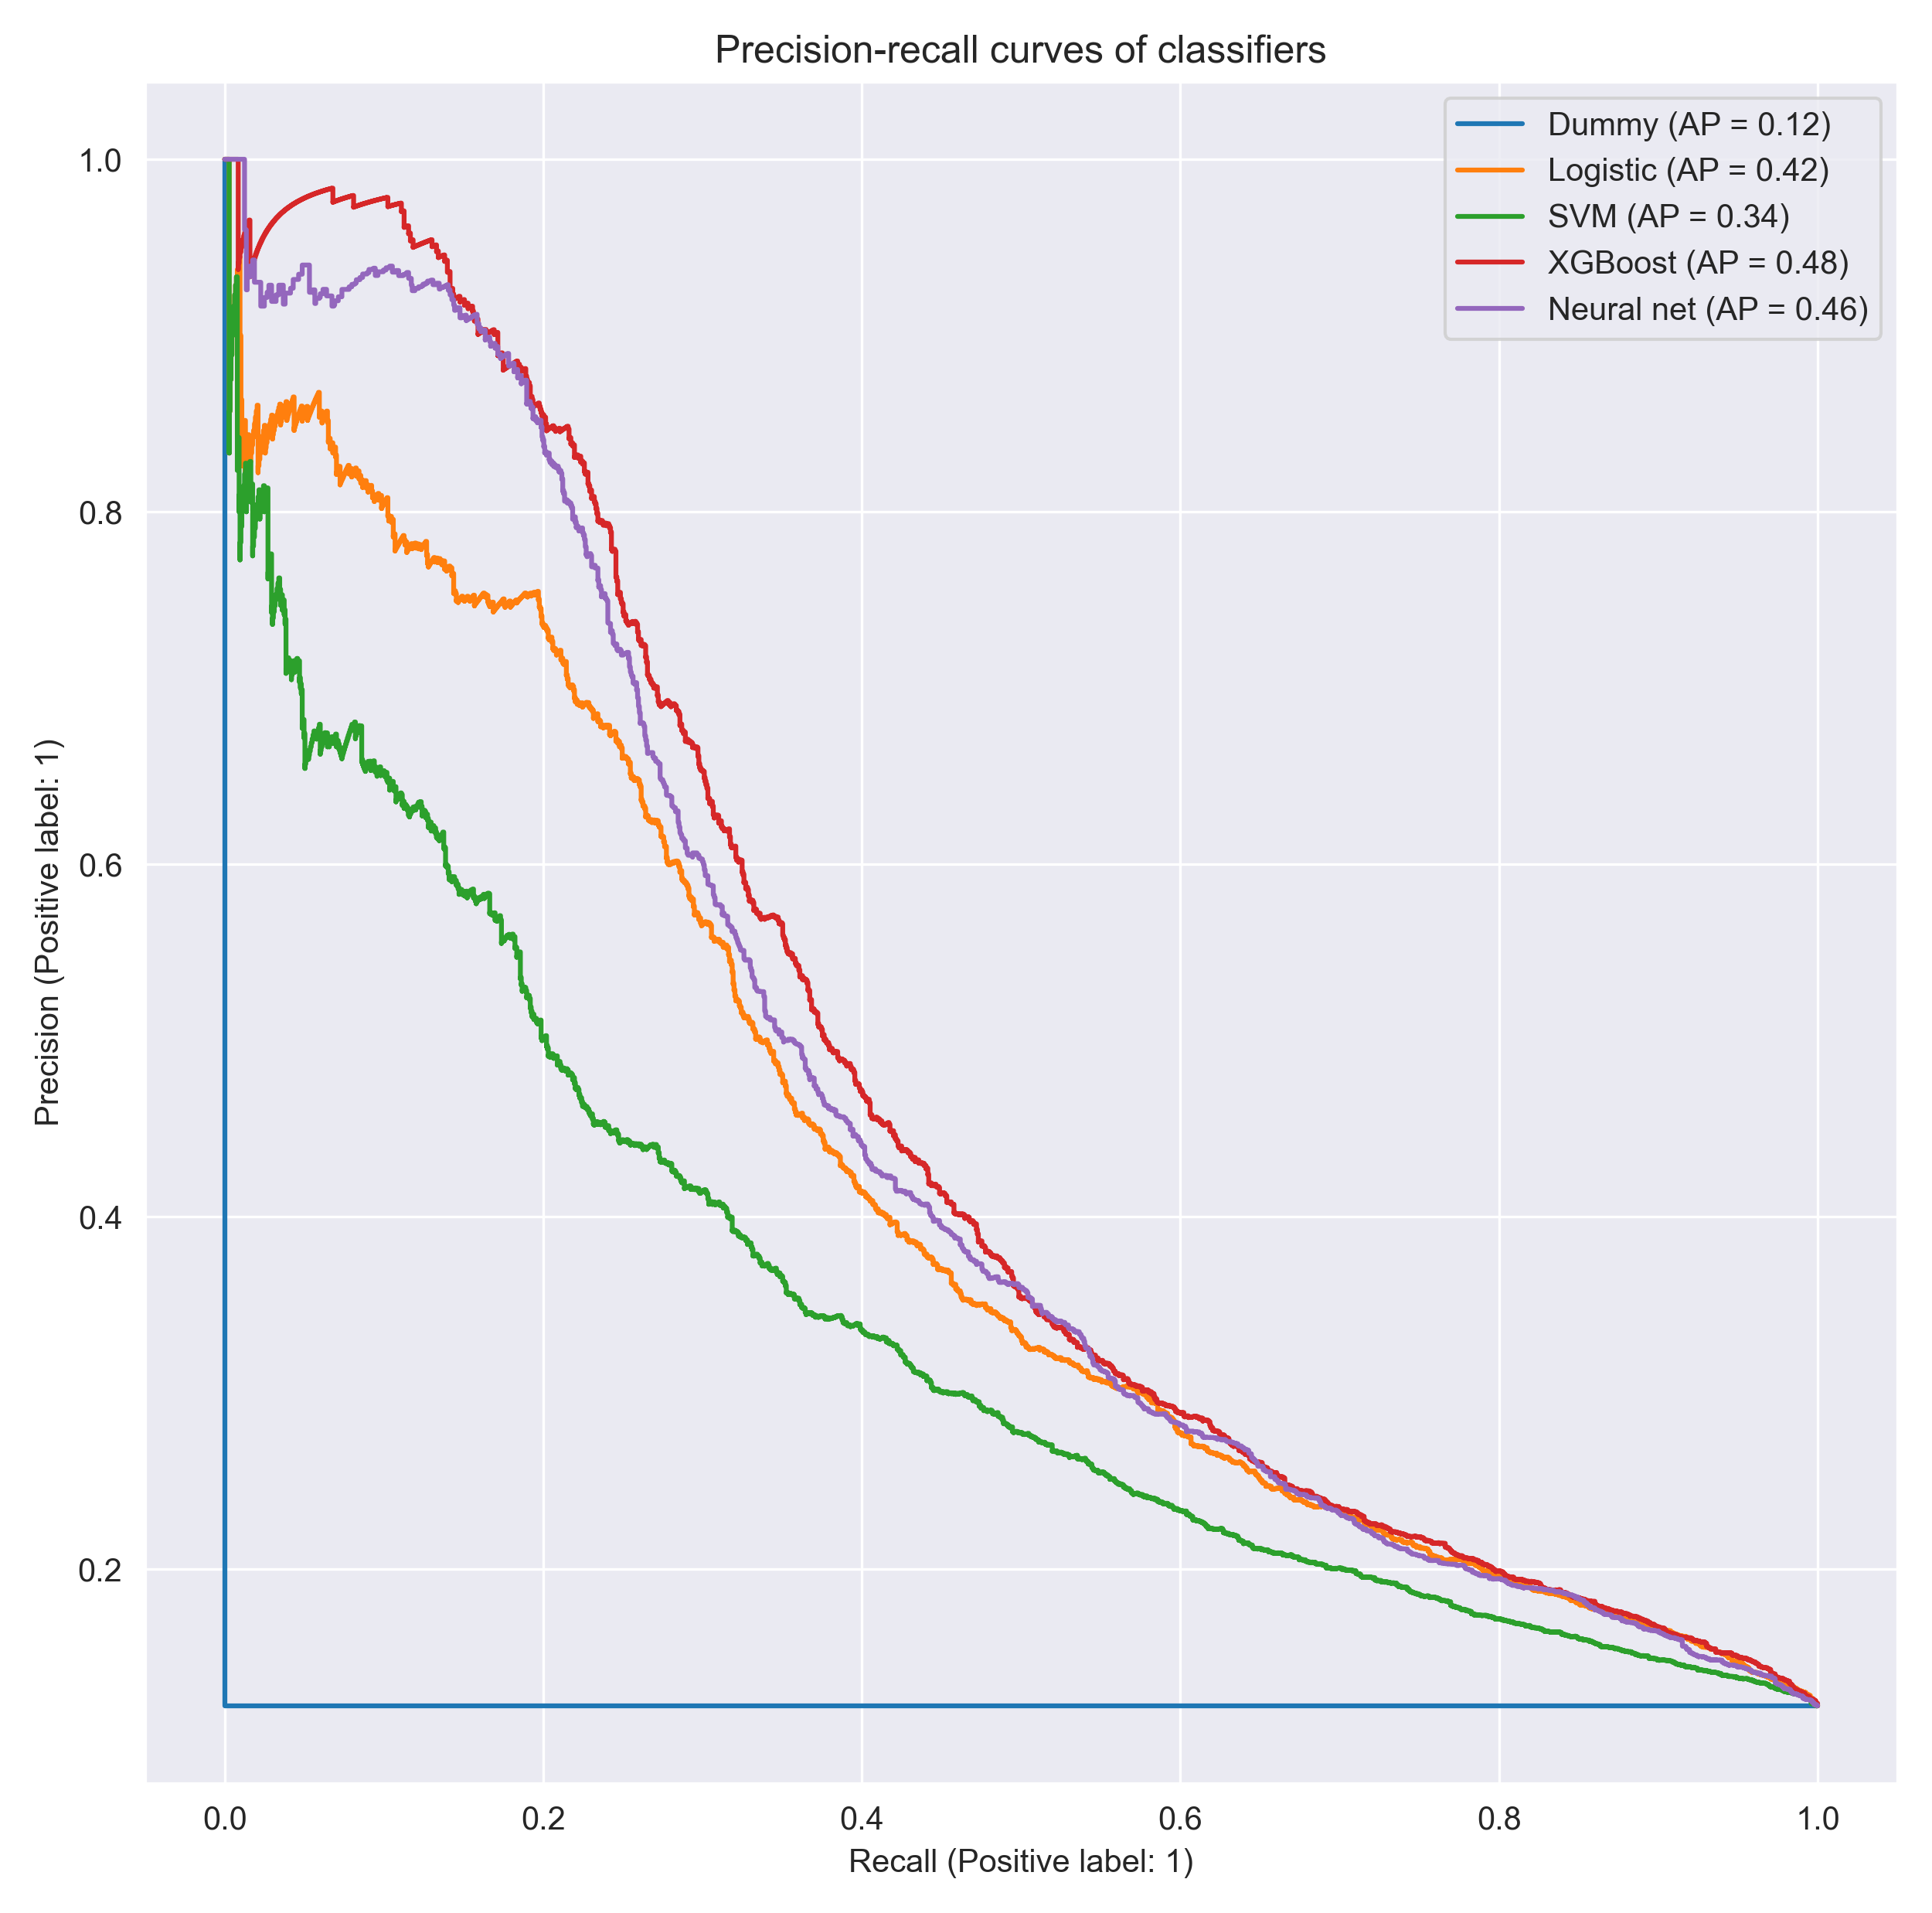 Precision-recall curves of classifiers
Dummy (AP = 0.12)
Logistic (AP = 0.42)
SVM (AP = 0.34)
XGBoost (AP = 0.48)
Neural net (AP = 0.46)
Precision (Positive label: 1)
1.0
0.8
0.6
0.4
0.2
0.0 0.2 0.4 0.6 0.8 1.0
Recall (Positive label: 1)